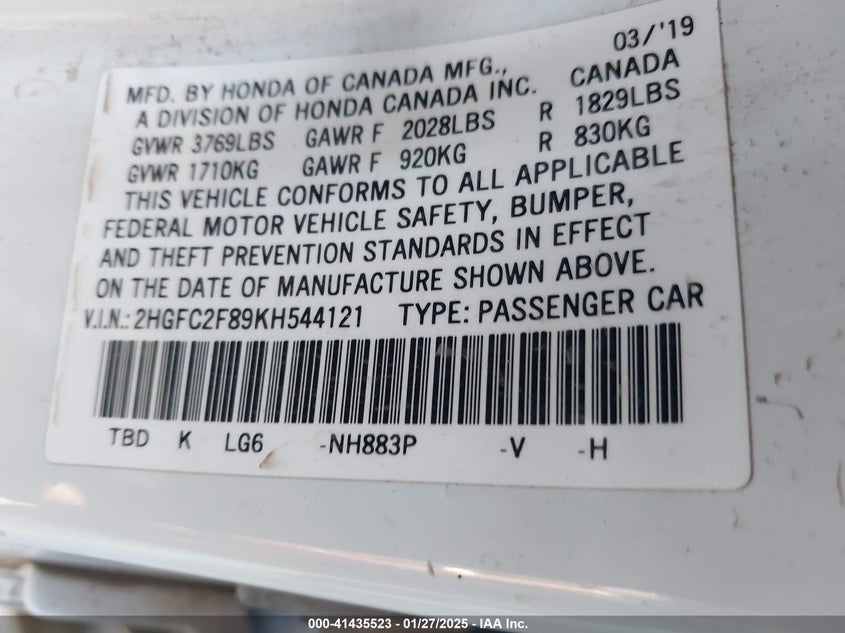 03/'19
MFD. BY HONDA OF CANADA MFG.,
A DIVISION OF HONDA CANADA INC. CANADA
GVWR 3769LBS GAWR F 2028LBS R 1829LBS
GVWR 1710KG GAWR F 920KG R 830KG
THIS VEHICLE CONFORMS TO ALL APPLICABLE
FEDERAL MOTOR VEHICLE SAFETY, BUMPER,
AND THEFT PREVENTION STANDARDS IN EFFECT
ON THE DATE OF MANUFACTURE SHOWN ABOVE.
V.I.N.: 2HGFC2F89KH544121 TYPE: PASSENGER CAR
TBD K LG6 -NH883P -V -H
000-41435523 - 01/27/2025 - IAA Inc.